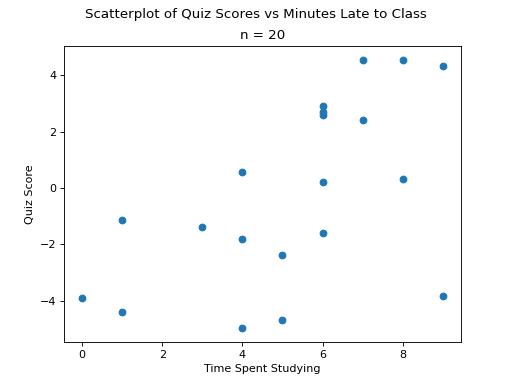 Scatterplot of Quiz Scores vs Minutes Late to Class
n = 20
4
2
0
−2
−4
Quiz Score
0 2 4 6 8
Time Spent Studying